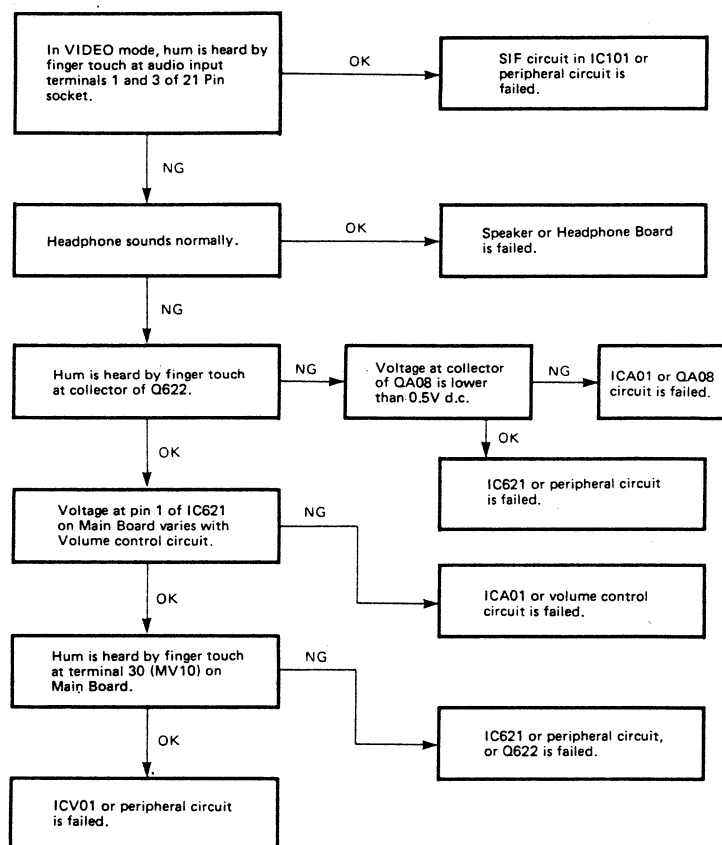 In VIDEO mode, hum is heard by
finger touch at audio input
terminals 1 and 3 of 21 Pin
socket.
OK
SIF circuit in IC101 or
peripheral circuit is
failed.
NG
Headphone sounds normally.
OK
Speaker or Headphone Board
is failed.
NG
Hum is heard by finger touch
at collector of Q622.
NG
Voltage at collector
of QA08 is lower
than 0.5V d.c.
NG
ICA01 or QA08
circuit is failed.
OK
IC621 or peripheral circuit
is failed.
OK
Voltage at pin 1 of IC621
on Main Board varies with
Volume control circuit.
NG
ICA01 or volume control
circuit is failed.
OK
Hum is heard by finger touch
at terminal 30 (MV10) on
Main Board.
NG
IC621 or peripheral circuit,
or Q622 is failed.
OK
ICV01 or peripheral circuit
is failed.